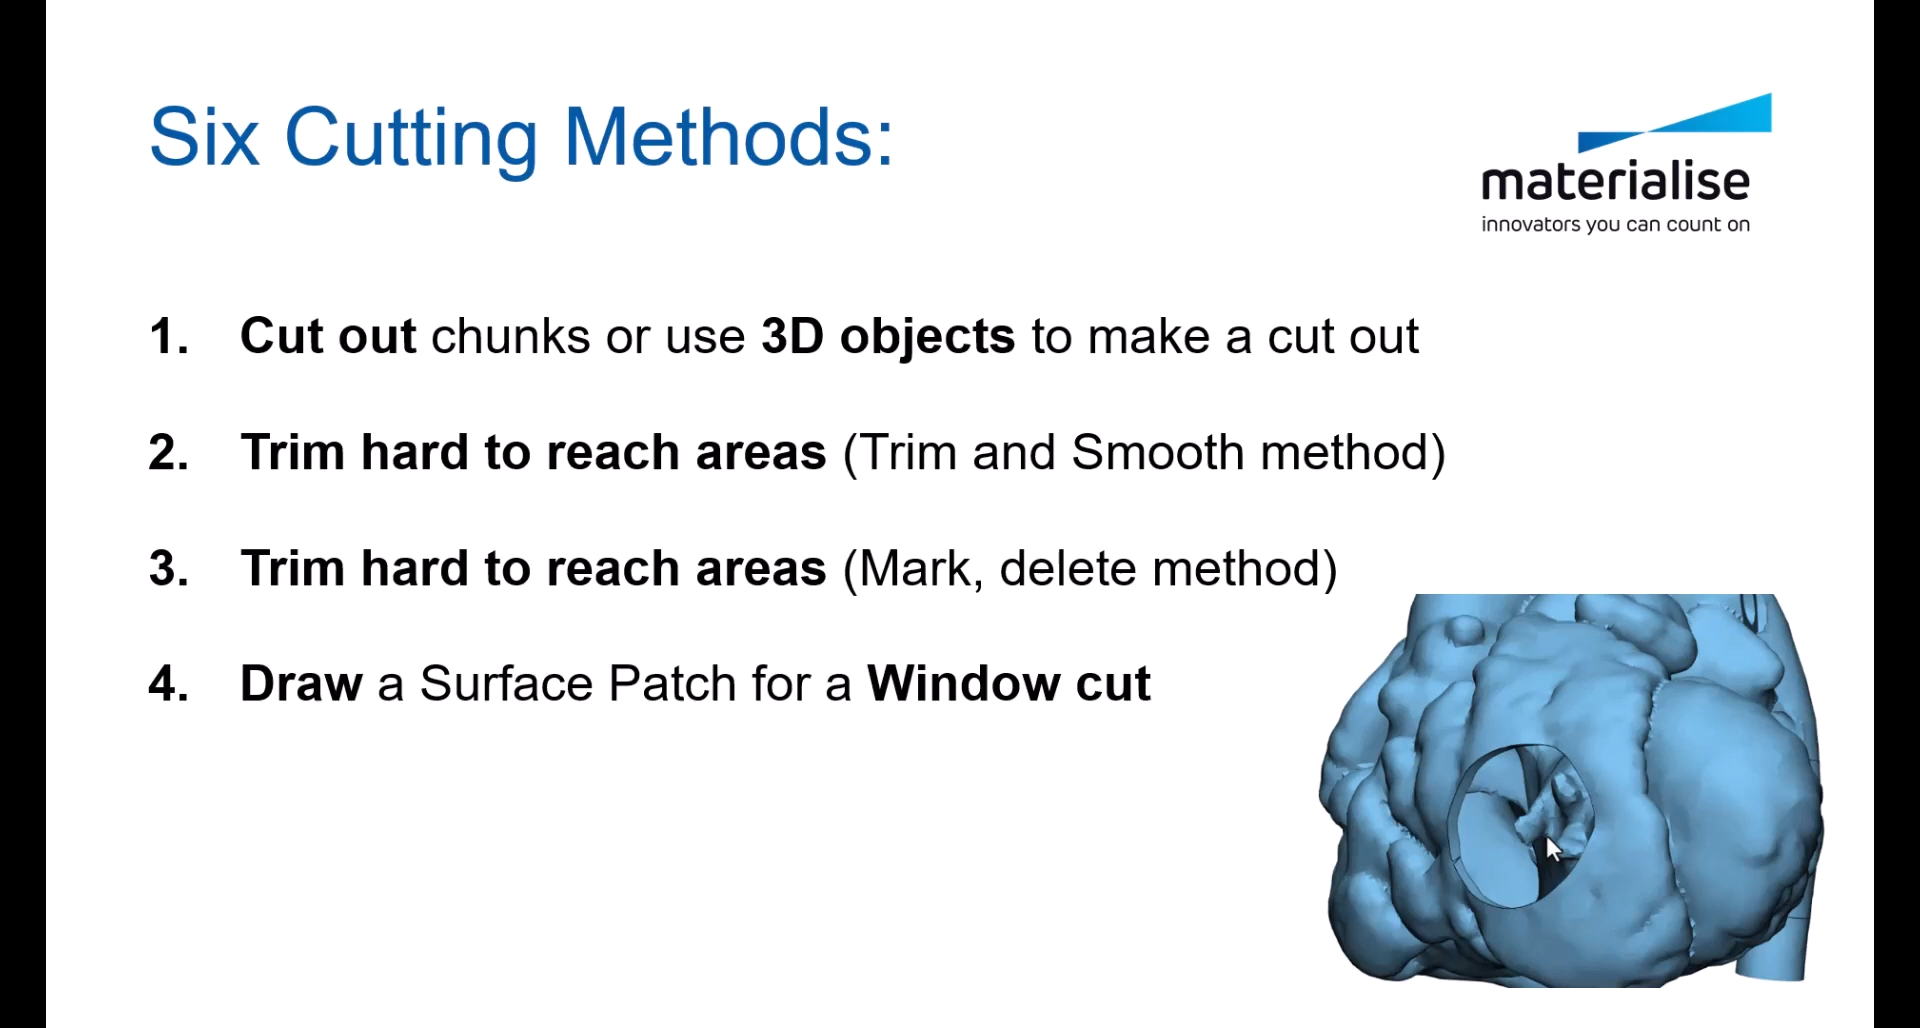 Six Cutting Methods:
materialise
innovators you can count on
1. Cut out chunks or use 3D objects to make a cut out
2. Trim hard to reach areas (Trim and Smooth method)
3. Trim hard to reach areas (Mark, delete method)
4. Draw a Surface Patch for a Window cut